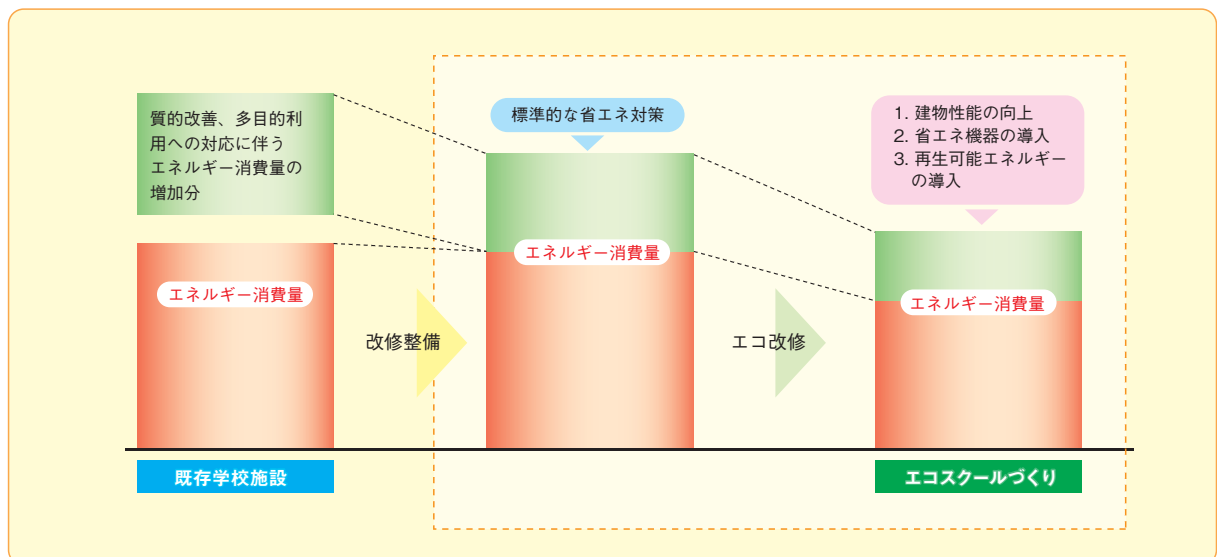 質的改善、多目的利
用への対応に伴う
エネルギー消費量の
増加分
エネルギー消費量
既存学校施設
改修整備
標準的な省エネ対策
エネルギー消費量
エコ改修
1. 建物性能の向上
2. 省エネ機器の導入
3. 再生可能エネルギー
の導入
エネルギー消費量
エコスクールづくり